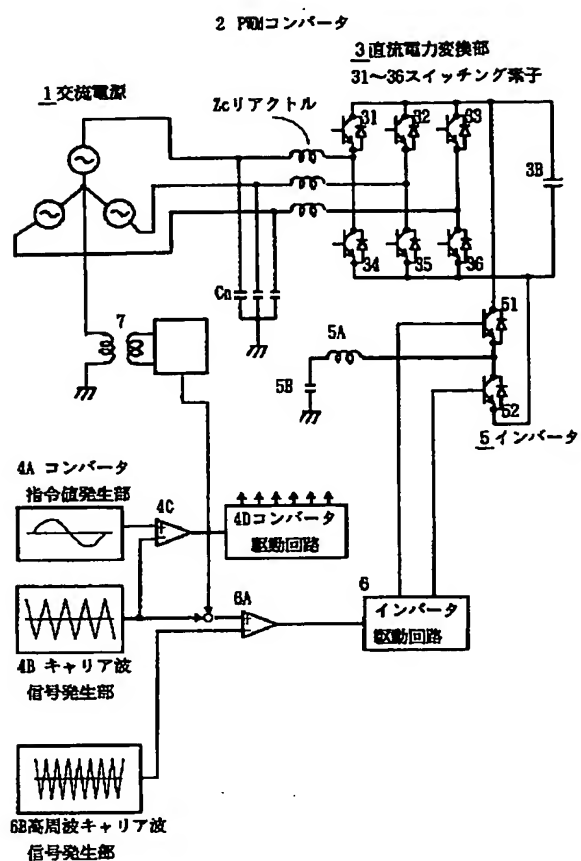 2 PWMコンバータ
3 直流電力変換部
31～36スイッチング素子
1交流電源
Zcリアクトル
31
32
33
3B
34
35
36
Cn
7
5A
5B
51
52
5インバータ
4A コンバータ
指令値発生部
4C
4Dコンバータ
駆動回路
6A
6
インバータ
駆動回路
4B キャリア波
信号発生部
6B高周波キャリア波
信号発生部